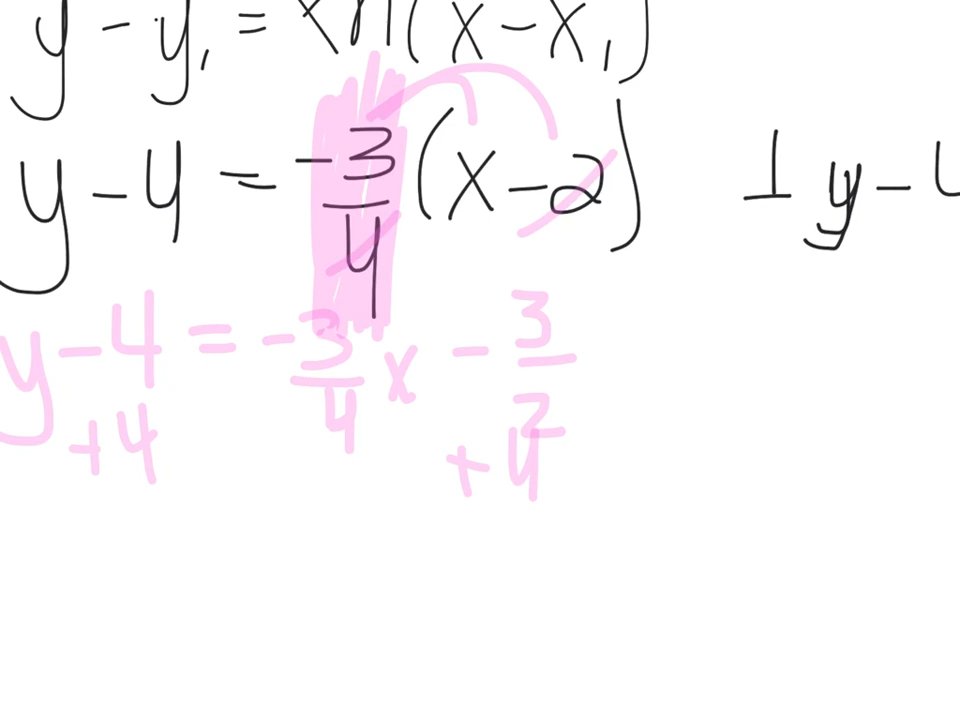 y - y₁ = m(x - x₁)
y - 4 = -3/4 (x - 2) ⊥ y - 4
y - 4 = -3/4 x - 3/2
+4 +4